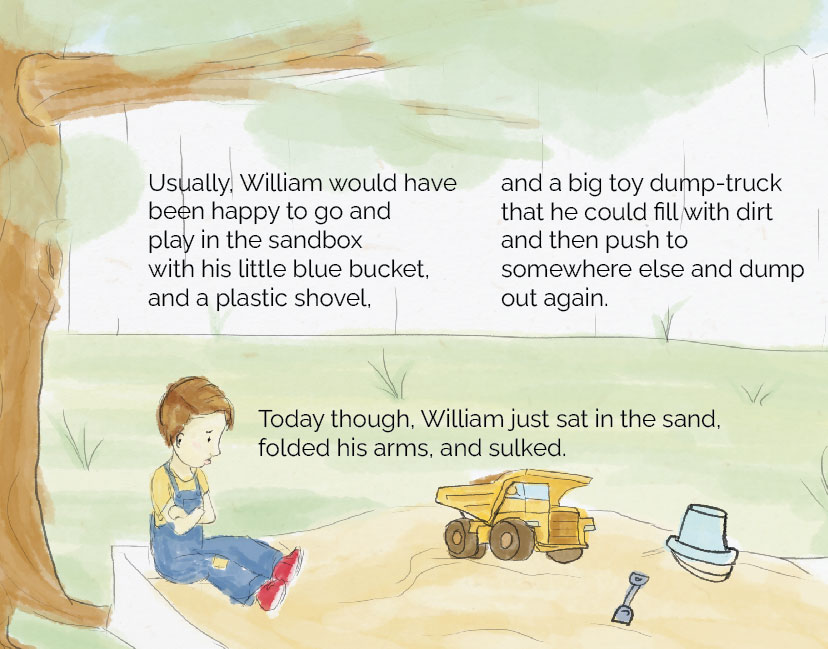 Usually, William would have
been happy to go and
play in the sandbox
with his little blue bucket,
and a plastic shovel,
and a big toy dump-truck
that he could fill with dirt
and then push to
somewhere else and dump
out again.
Today though, William just sat in the sand,
folded his arms, and sulked.